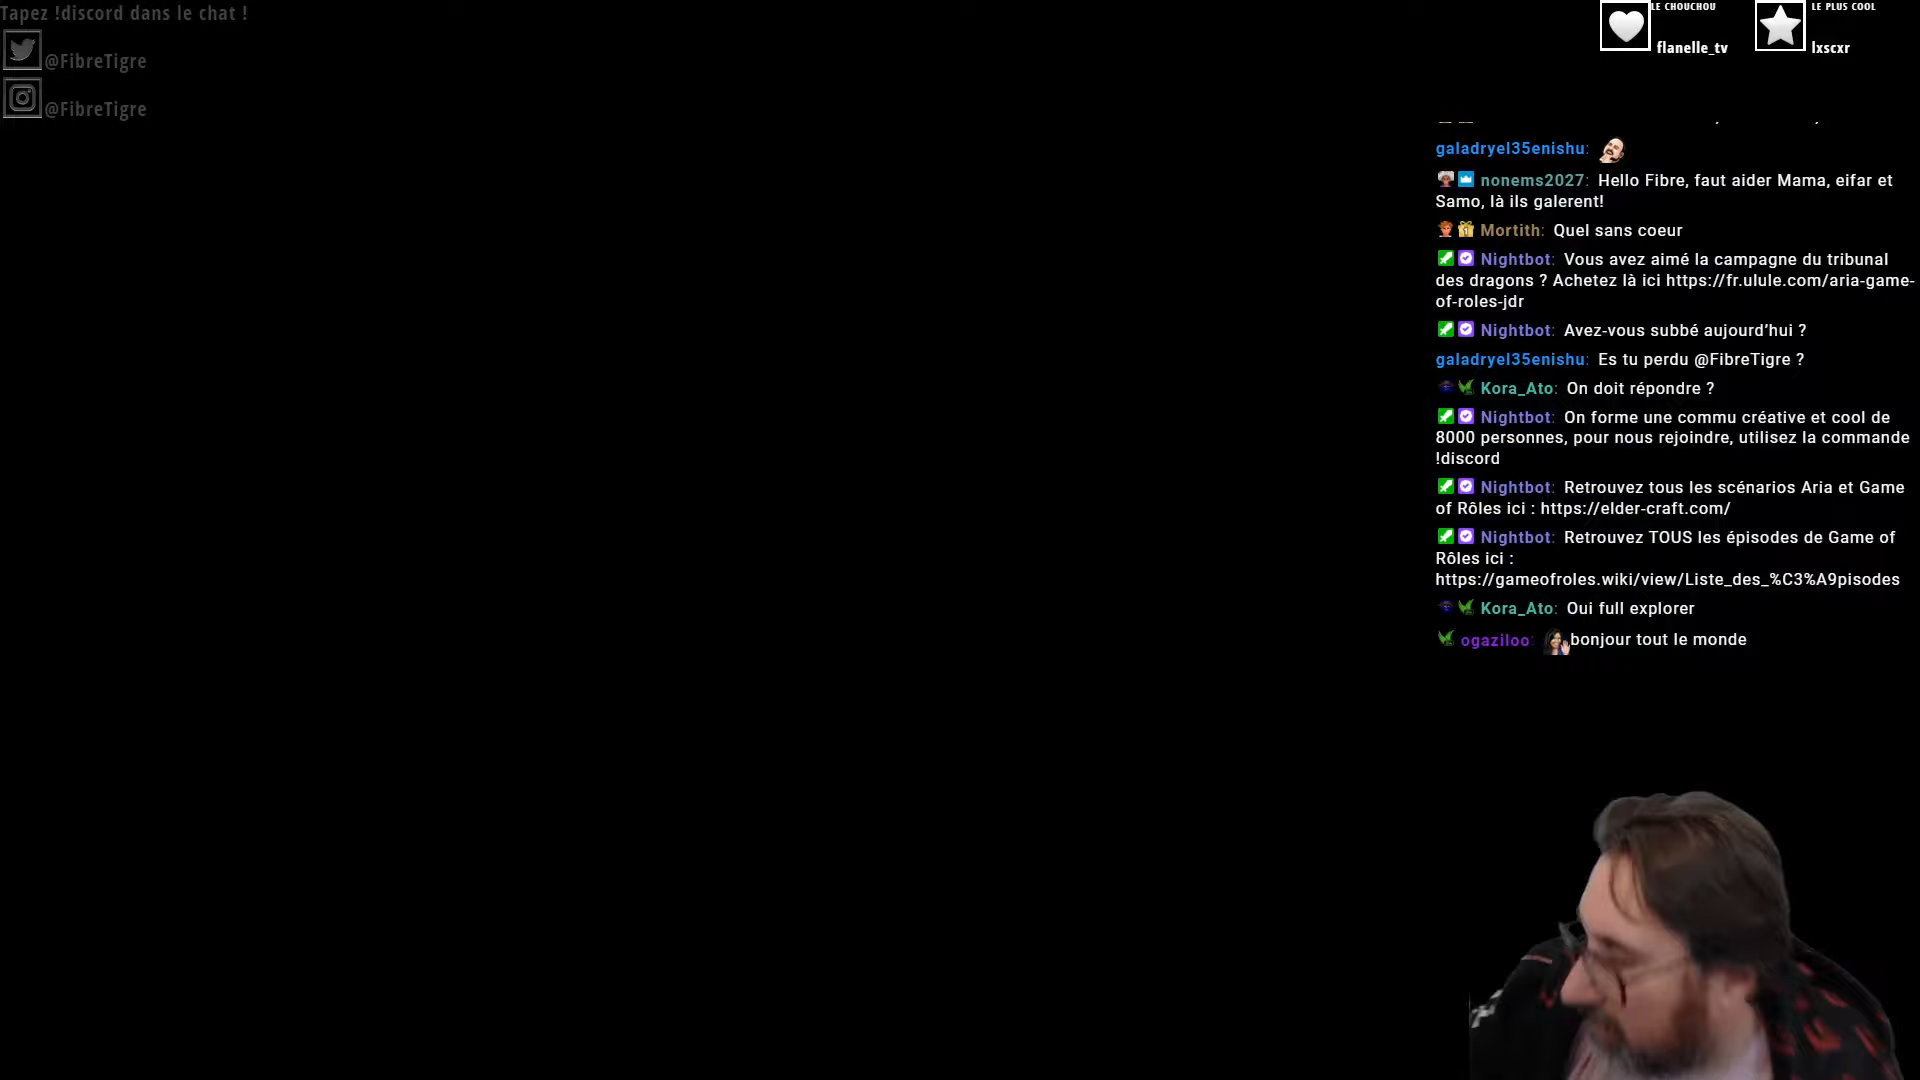 Tapez !discord dans le chat !
@FibreTigre
@FibreTigre
LE CHOUCHOU
flanelle_tv
LE PLUS COOL
lxscxr
galadryel35enishu:
nonems2027: Hello Fibre, faut aider Mama, eifar et
Samo, là ils galerent!
Mortith: Quel sans coeur
Nightbot: Vous avez aimé la campagne du tribunal
des dragons ? Achetez là ici https://fr.ulule.com/aria-game-
of-roles-jdr
Nightbot: Avez-vous subbé aujourd’hui ?
galadryel35enishu: Es tu perdu @FibreTigre ?
Kora_Ato: On doit répondre ?
Nightbot: On forme une commu créative et cool de
8000 personnes, pour nous rejoindre, utilisez la commande
!discord
Nightbot: Retrouvez tous les scénarios Aria et Game
of Rôles ici : https://elder-craft.com/
Nightbot: Retrouvez TOUS les épisodes de Game of
Rôles ici :
https://gameofroles.wiki/view/Liste_des_%C3%A9pisodes
Kora_Ato: Oui full explorer
ogaziloo: bonjour tout le monde